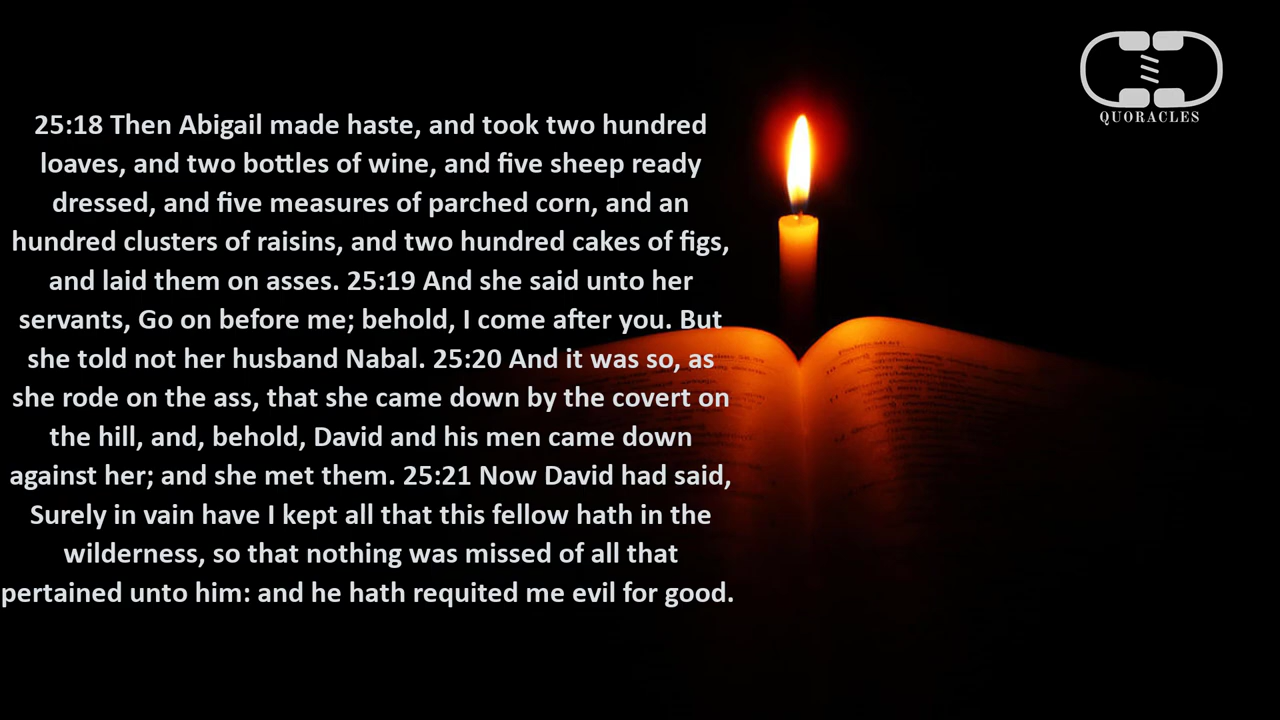 25:18 Then Abigail made haste, and took two hundred
loaves, and two bottles of wine, and five sheep ready
dressed, and five measures of parched corn, and an
hundred clusters of raisins, and two hundred cakes of figs,
and laid them on asses. 25:19 And she said unto her
servants, Go on before me; behold, I come after you. But
she told not her husband Nabal. 25:20 And it was so, as
she rode on the ass, that she came down by the covert on
the hill, and, behold, David and his men came down
against her; and she met them. 25:21 Now David had said,
Surely in vain have I kept all that this fellow hath in the
wilderness, so that nothing was missed of all that
pertained unto him: and he hath requited me evil for good.
QUORACLES